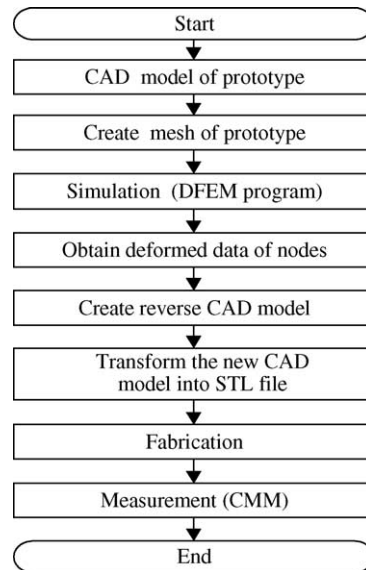 Start
CAD model of prototype
Create mesh of prototype
Simulation (DFEM program)
Obtain deformed data of nodes
Create reverse CAD model
Transform the new CAD
model into STL file
Fabrication
Measurement (CMM)
End